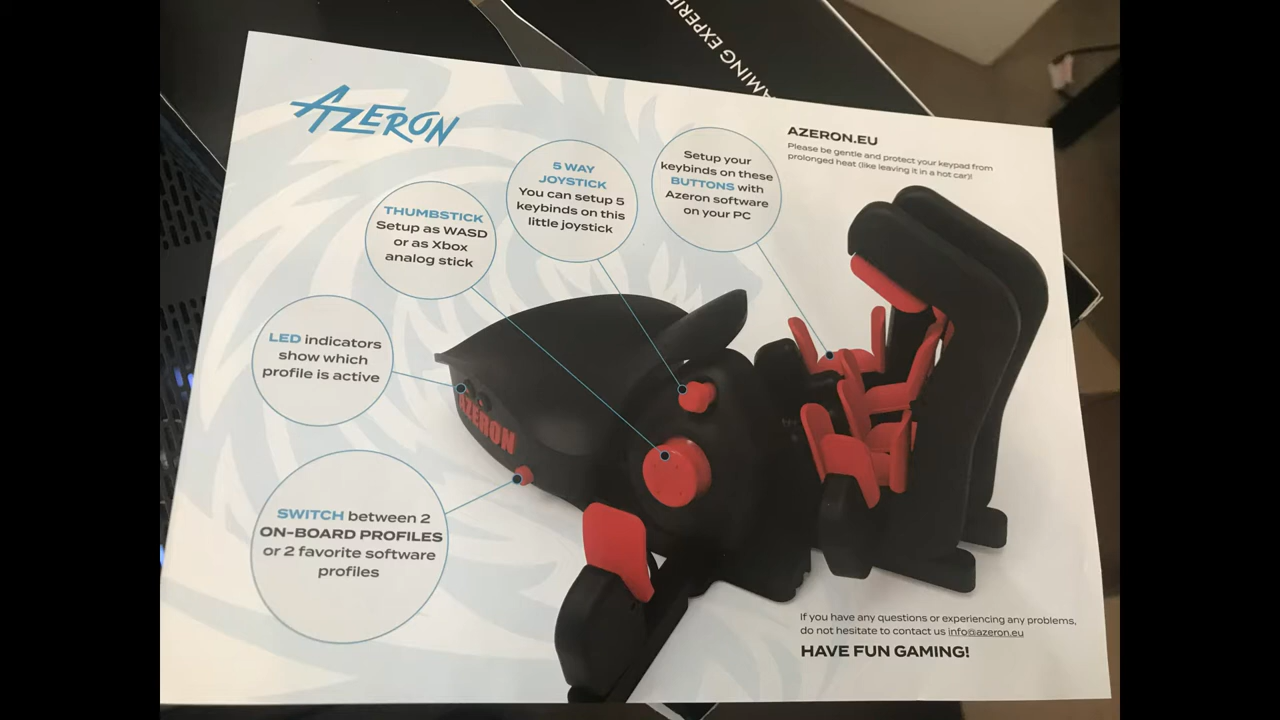 GAMING EXPERIE
AZERON
AZERON.EU
Please be gentle and protect your keypad from
prolonged heat (like leaving it in a hot car)!
Setup your
keybinds on these
BUTTONS with
Azeron software
on your PC
5 WAY
JOYSTICK
You can setup 5
keybinds on this
little joystick
THUMBSTICK
Setup as WASD
or as Xbox
analog stick
LED indicators
show which
profile is active
AZERON
SWITCH between 2
ON-BOARD PROFILES
or 2 favorite software
profiles
If you have any questions or experiencing any problems,
do not hesitate to contact us info@azeron.eu
HAVE FUN GAMING!